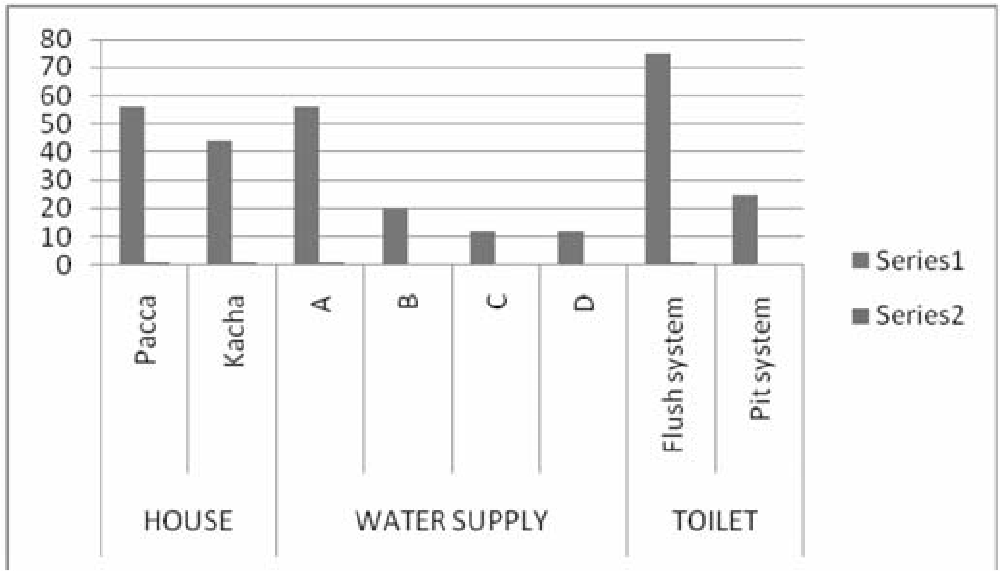 80
70
60
50
40
30
20
10
0
Pacca
Kacha
A
B
C
D
Flush system
Pit system
HOUSE
WATER SUPPLY
TOILET
Series1
Series2